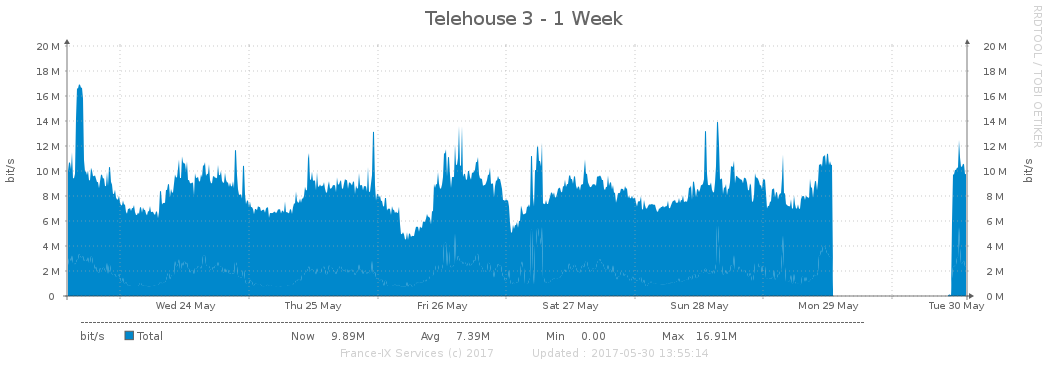 Telehouse 3 - 1 Week
RRDTOOL / TOBI OETIKER
20 M 20 M
18 M 18 M
16 M 16 M
14 M 14 M
12 M 12 M
10 M 10 M
8 M 8 M
6 M 6 M
4 M 4 M
2 M 2 M
0 0 M
bit/s
bit/s
Wed 24 May Thu 25 May Fri 26 May Sat 27 May Sun 28 May Mon 29 May Tue 30 May
bit/s Total Now 9.89M Avg 7.39M Min 0.00 Max 16.91M
France-IX Services (c) 2017 Updated : 2017-05-30 13:55:14